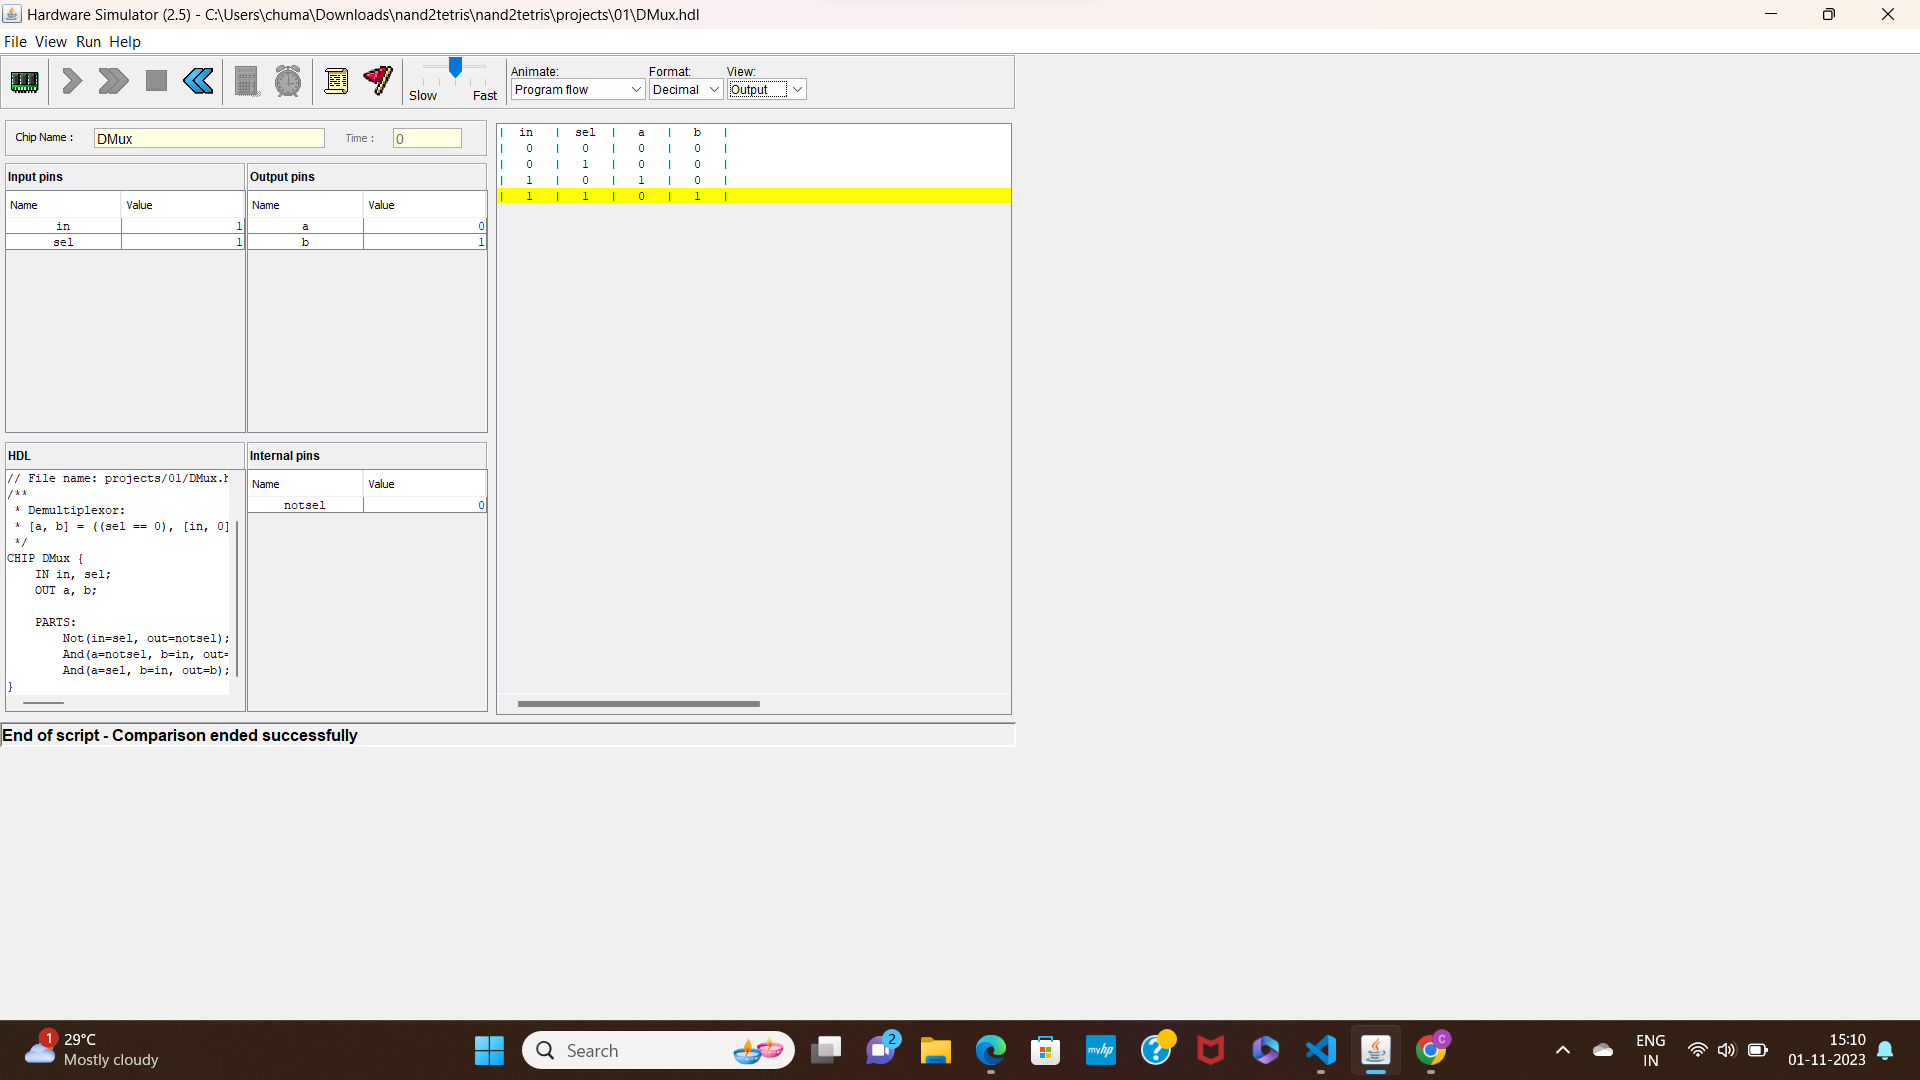 Hardware Simulator (2.5) - C:\Users\chuma\Downloads\nand2tetris\nand2tetris\projects\01\DMux.hdl
File View Run Help
Slow Fast
Animate: Format: View:
Program flow Decimal Output
Chip Name : DMux Time : 0
Input pins
Name Value
in 1
sel 1
Output pins
Name Value
a 0
b 1
| in | sel | a | b |
| 0 | 0 | 0 | 0 |
| 0 | 1 | 0 | 0 |
| 1 | 0 | 1 | 0 |
| 1 | 1 | 0 | 1 |
HDL
// File name: projects/01/DMux.h
/**
* Demultiplexor:
* [a, b] = ((sel == 0), [in, 0]
*/
CHIP DMux {
IN in, sel;
OUT a, b;
PARTS:
Not(in=sel, out=notsel);
And(a=notsel, b=in, out=
And(a=sel, b=in, out=b);
}
Internal pins
Name Value
notsel 0
End of script - Comparison ended successfully
1
29°C
Mostly cloudy
Search
2
myhp
C
ENG
IN
15:10
01-11-2023